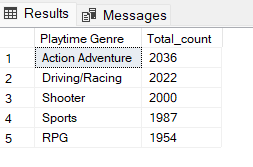 Results Messages
Playtime Genre Total_count
1 Action Adventure 2036
2 Driving/Racing 2022
3 Shooter 2000
4 Sports 1987
5 RPG 1954